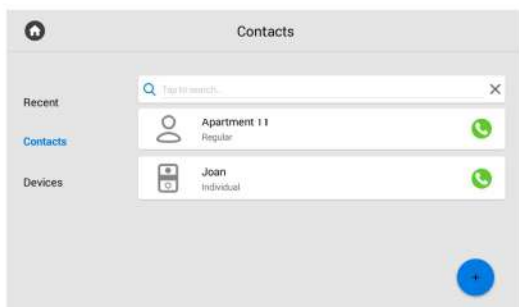 Contacts
Tap to search...
Recent
Apartment 11
Regular
Contacts
Joan
Individual
Devices
+